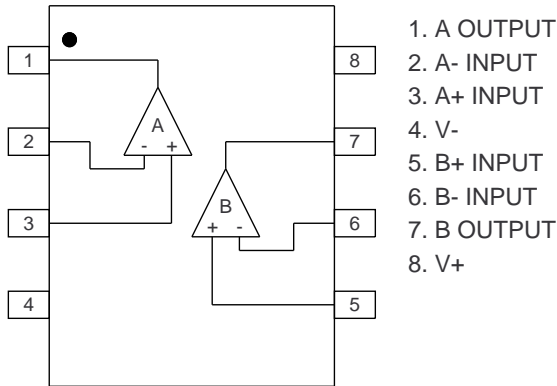 1
2
3
4
8
7
6
5
A
- +
B
+ -
1. A OUTPUT
2. A- INPUT
3. A+ INPUT
4. V-
5. B+ INPUT
6. B- INPUT
7. B OUTPUT
8. V+